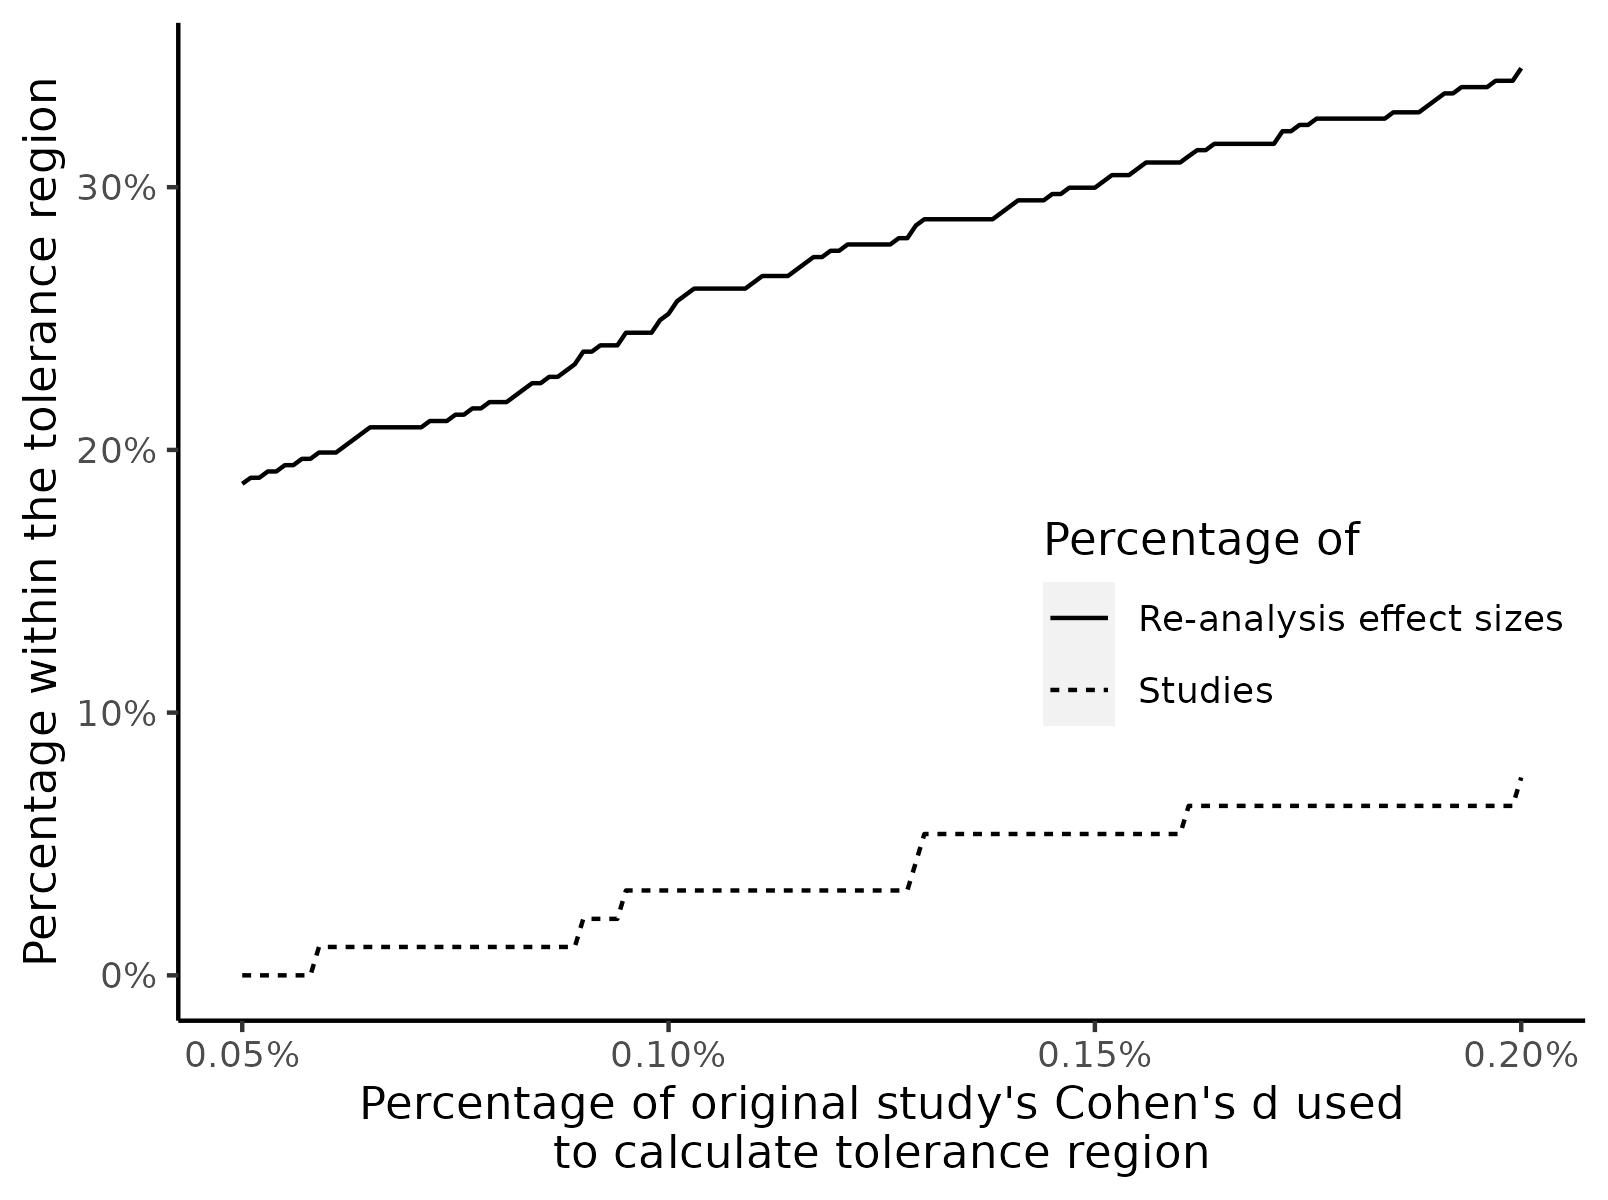 Percentage within the tolerance region
30%
20%
10%
0%
Percentage of
Re-analysis effect sizes
Studies
0.05%
0.10%
0.15%
0.20%
Percentage of original study's Cohen's d used
to calculate tolerance region